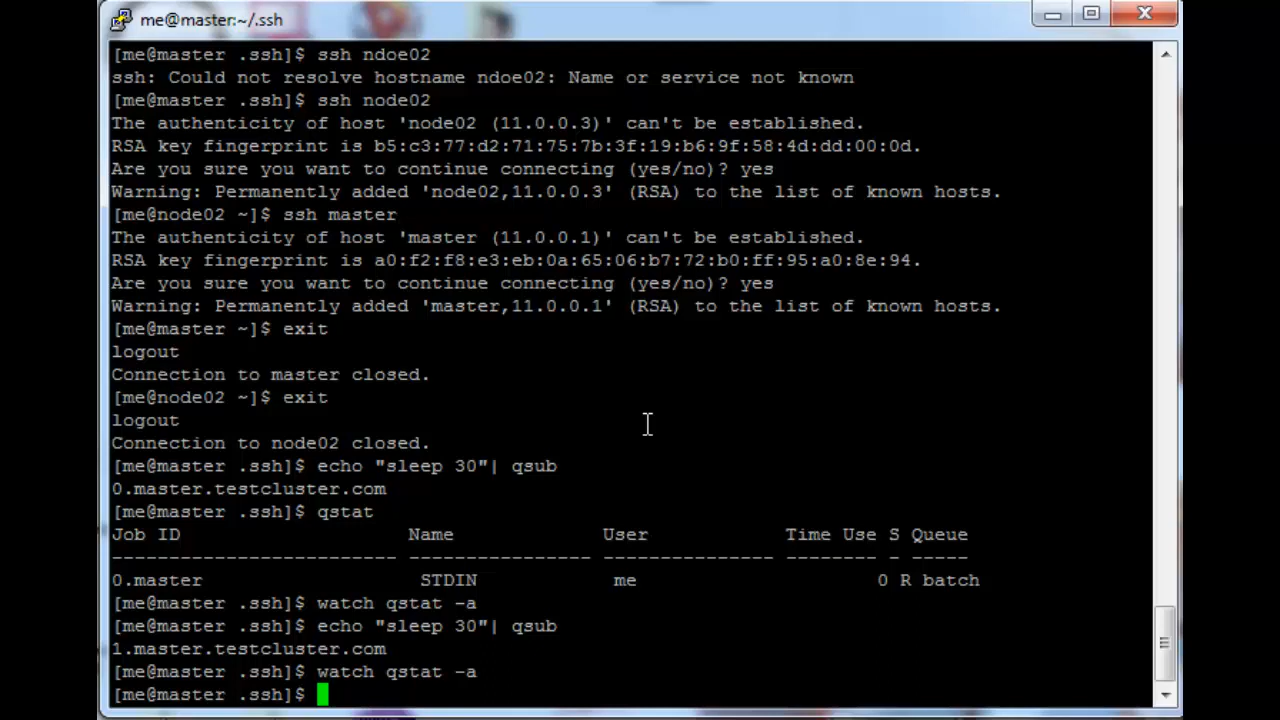 me@master:~/.ssh
[me@master .ssh]$ ssh ndoe02
ssh: Could not resolve hostname ndoe02: Name or service not known
[me@master .ssh]$ ssh node02
The authenticity of host 'node02 (11.0.0.3)' can't be established.
RSA key fingerprint is b5:c3:77:d2:71:75:7b:3f:19:b6:9f:58:4d:dd:00:0d.
Are you sure you want to continue connecting (yes/no)? yes
Warning: Permanently added 'node02,11.0.0.3' (RSA) to the list of known hosts.
[me@node02 ~]$ ssh master
The authenticity of host 'master (11.0.0.1)' can't be established.
RSA key fingerprint is a0:f2:f8:e3:eb:0a:65:06:b7:72:b0:ff:95:a0:8e:94.
Are you sure you want to continue connecting (yes/no)? yes
Warning: Permanently added 'master,11.0.0.1' (RSA) to the list of known hosts.
[me@master ~]$ exit
logout
Connection to master closed.
[me@node02 ~]$ exit
logout
Connection to node02 closed.
[me@master .ssh]$ echo "sleep 30"| qsub
0.master.testcluster.com
[me@master .ssh]$ qstat
Job ID                    Name             User            Time Use S Queue
------------------------- ---------------- --------------- -------- - -----
0.master                   STDIN            me                     0 R batch
[me@master .ssh]$ watch qstat -a
[me@master .ssh]$ echo "sleep 30"| qsub
1.master.testcluster.com
[me@master .ssh]$ watch qstat -a
[me@master .ssh]$